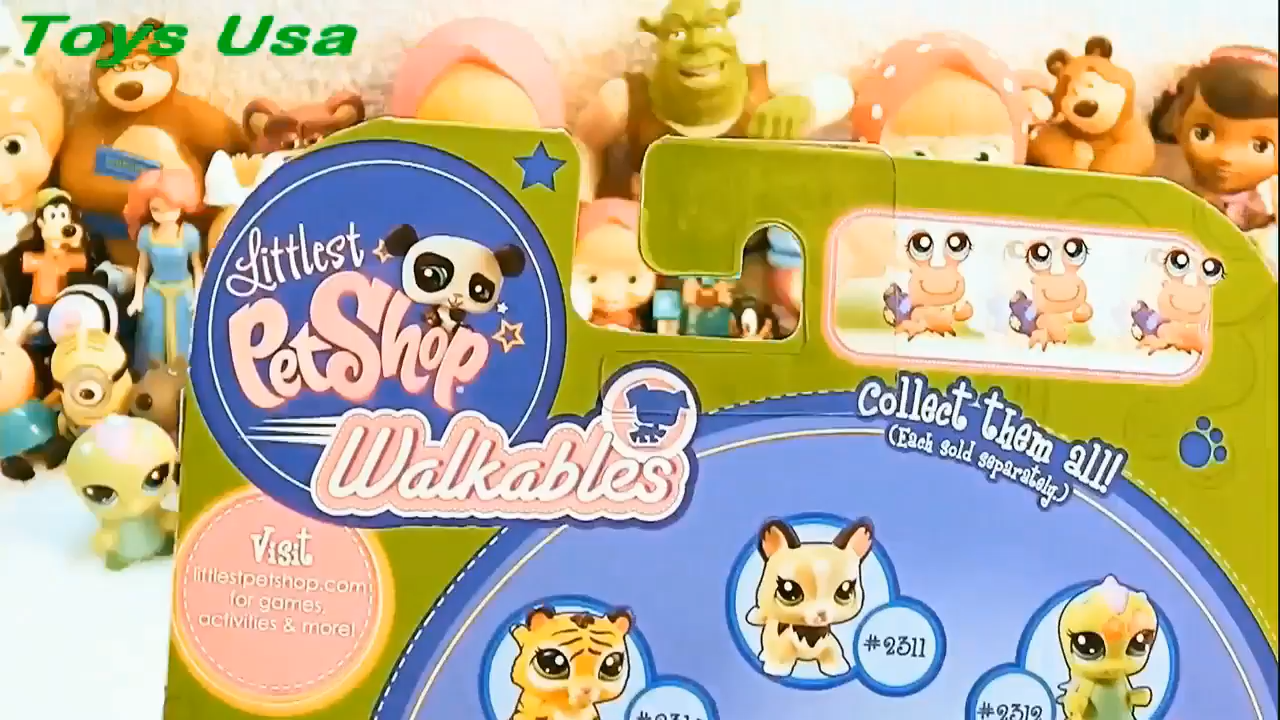 Toys Usa
Littlest
PetShop
Walkables
Collect them all!
(Each sold separately.)
Visit
littlestpetshop.com
for games,
activities & more!
#2311
#2312